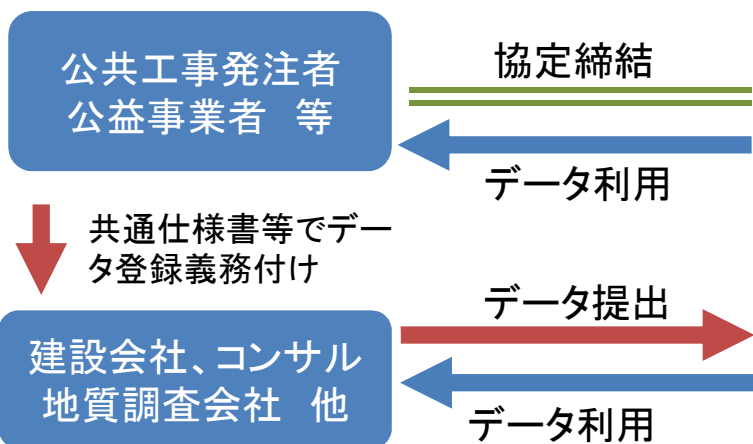 公共工事発注者
公益事業者　等
協定締結
データ利用
共通仕様書等でデー
タ登録義務付け
データ提出
建設会社、コンサル
地質調査会社　他
データ利用